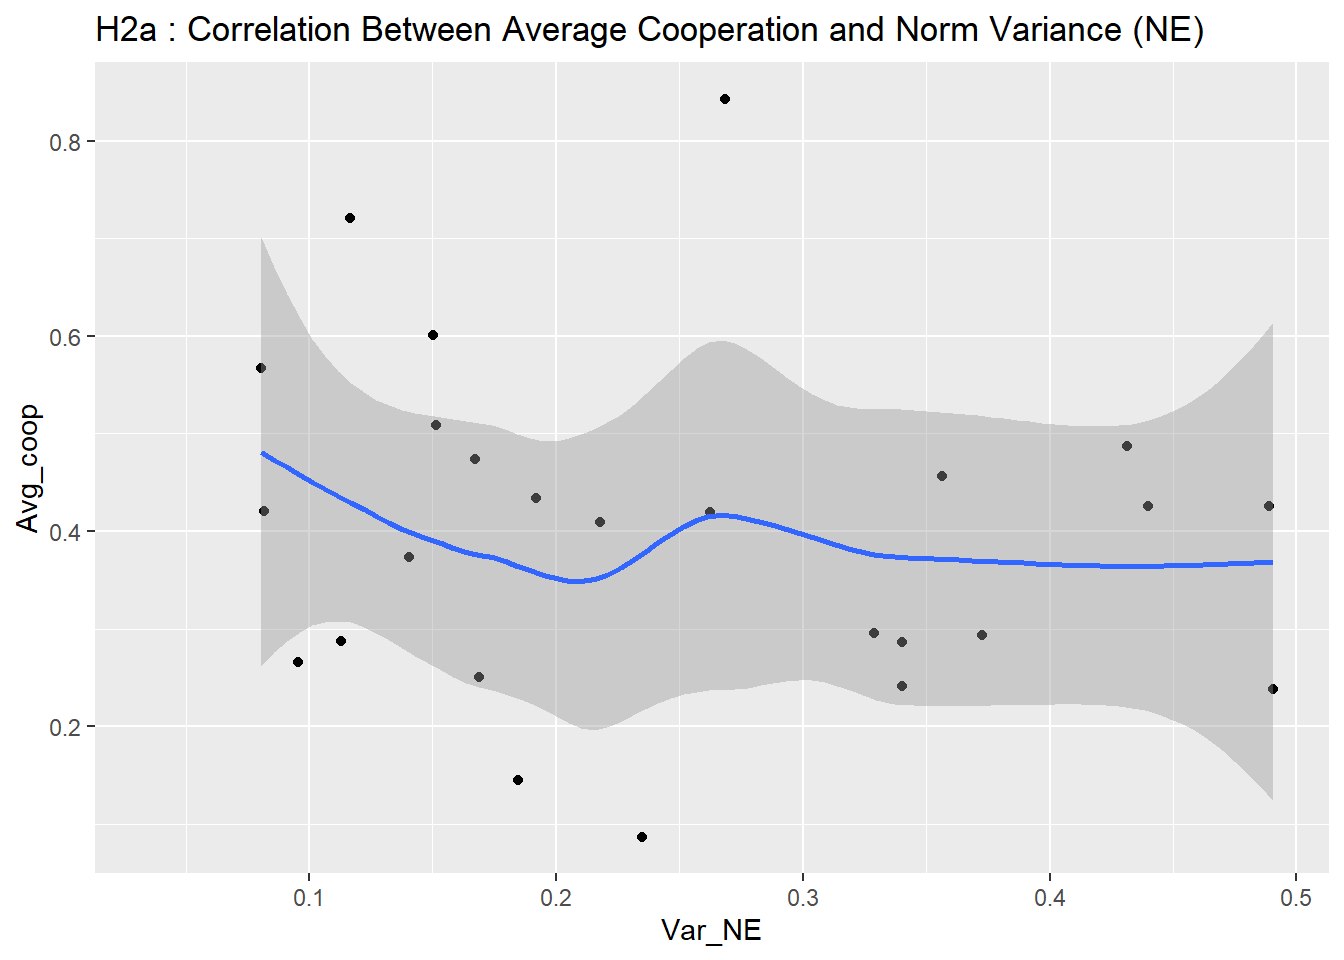 H2a : Correlation Between Average Cooperation and Norm Variance (NE)
0.8
0.6
0.4
0.2
Avg_coop
0.1 0.2 0.3 0.4 0.5
Var_NE